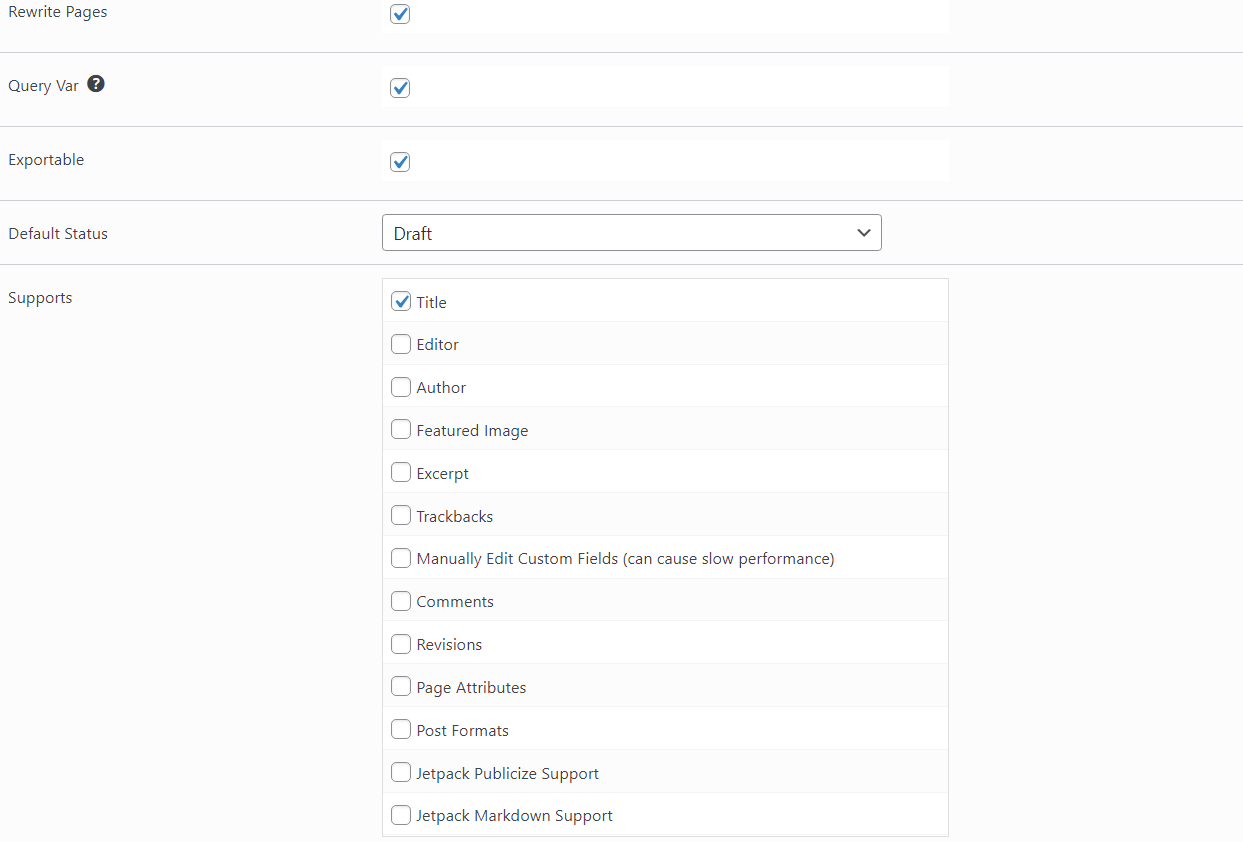 Rewrite Pages
Query Var ?
Exportable
Default Status
Draft
Supports
Title
Editor
Author
Featured Image
Excerpt
Trackbacks
Manually Edit Custom Fields (can cause slow performance)
Comments
Revisions
Page Attributes
Post Formats
Jetpack Publicize Support
Jetpack Markdown Support